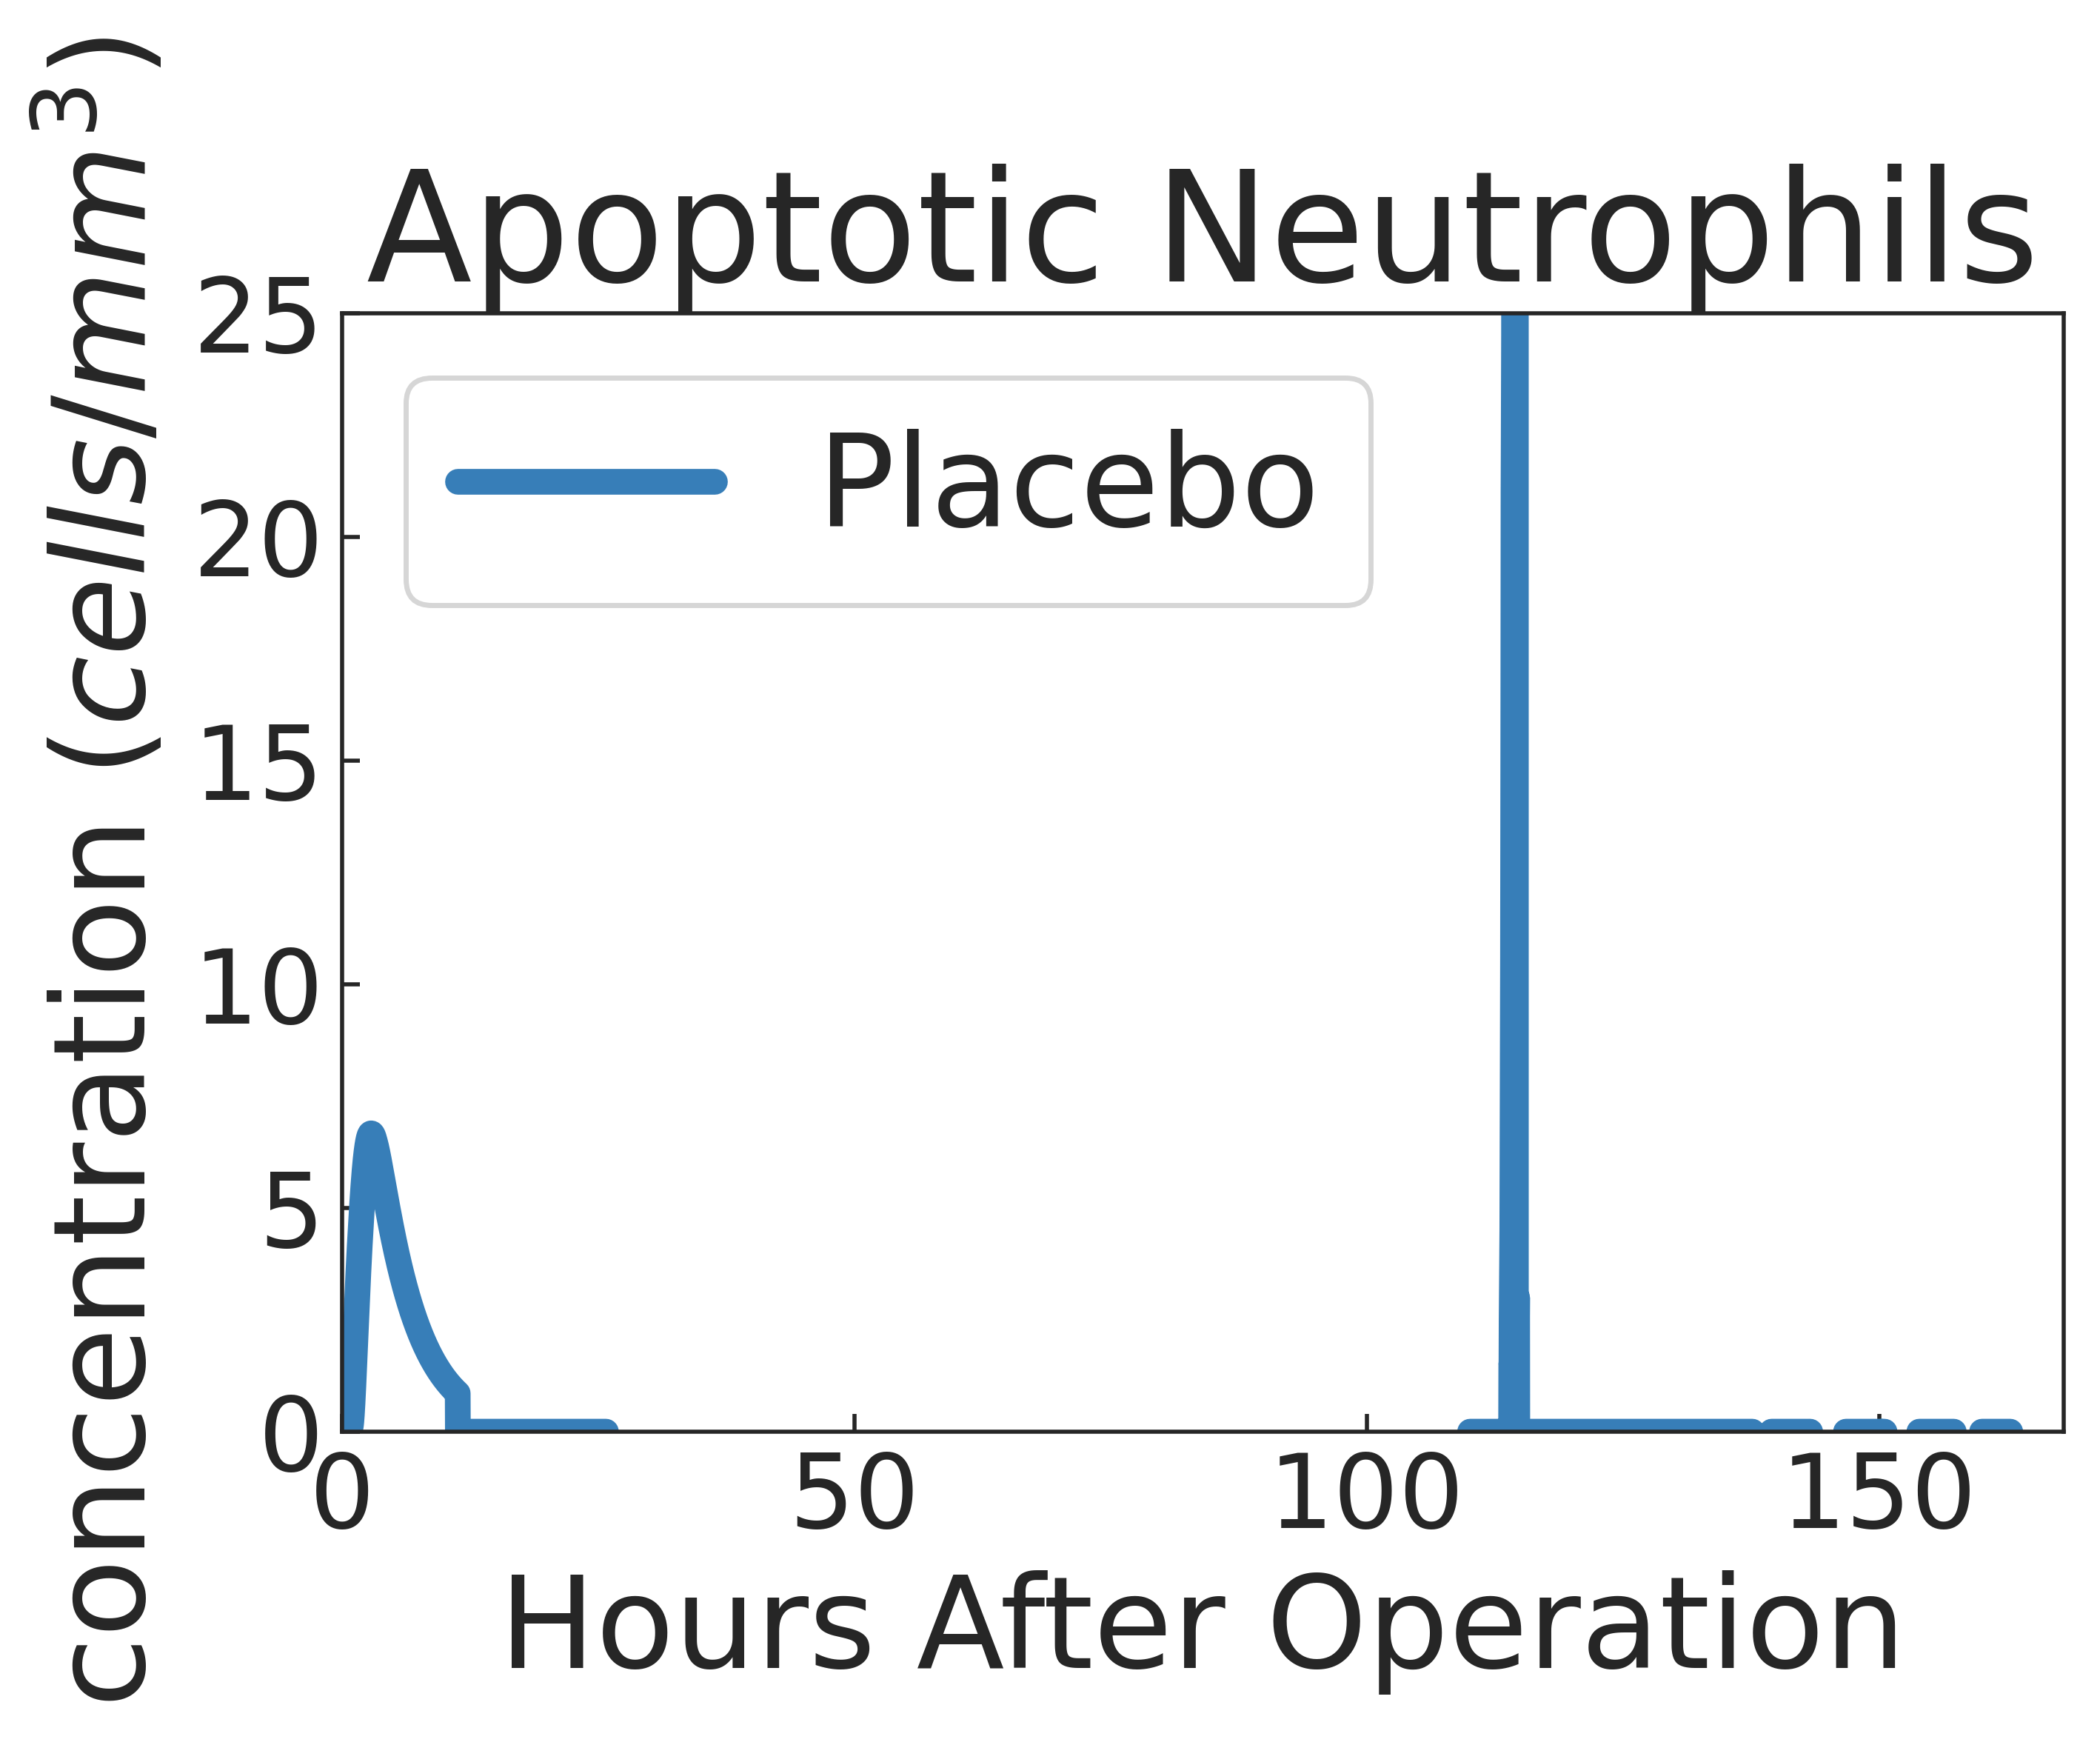 Apoptotic Neutrophils
concentration (cells/mm³)
25
20
15
10
5
0
Placebo
0 50 100 150
Hours After Operation